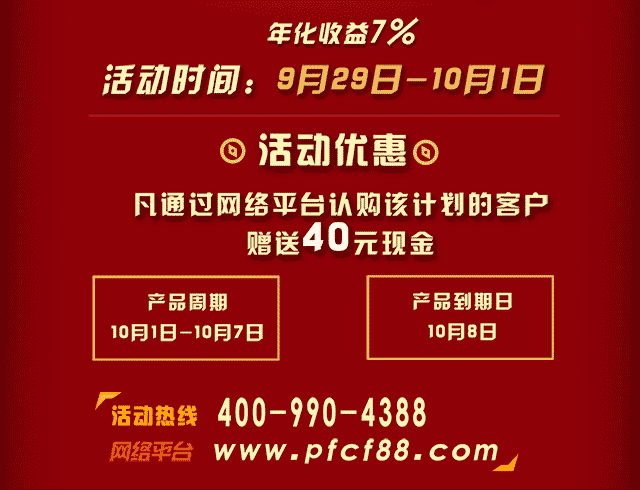 年化收益7%
活动时间：9月29日-10月1日
活动优惠
凡通过网络平台认购该计划的客户
赠送40元现金
产品周期
10月1日-10月7日
产品到期日
10月8日
活动热线 400-990-4388
网络平台 www.pfcf88.com